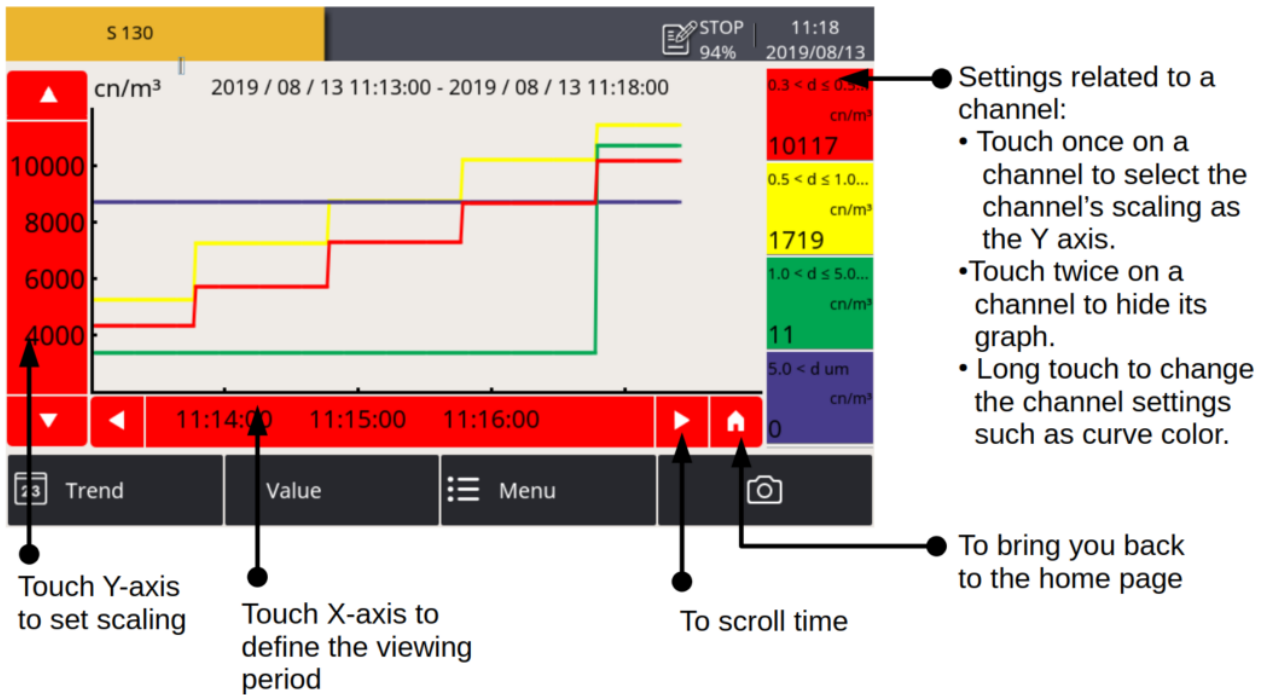 S 130
STOP
94%
11:18
2019/08/13
cn/m³
2019 / 08 / 13 11:13:00 - 2019 / 08 / 13 11:18:00
10000
8000
6000
4000
11:14:00 11:15:00 11:16:00
0.3 < d ≤ 0.5...
cn/m³
10117
0.5 < d ≤ 1.0...
cn/m³
1719
1.0 < d ≤ 5.0...
cn/m³
11
5.0 < d um
cn/m³
0
23 Trend
Value
Menu
Settings related to a
channel:
• Touch once on a
channel to select the
channel’s scaling as
the Y axis.
•Touch twice on a
channel to hide its
graph.
• Long touch to change
the channel settings
such as curve color.
To bring you back
to the home page
To scroll time
Touch X-axis to
define the viewing
period
Touch Y-axis
to set scaling